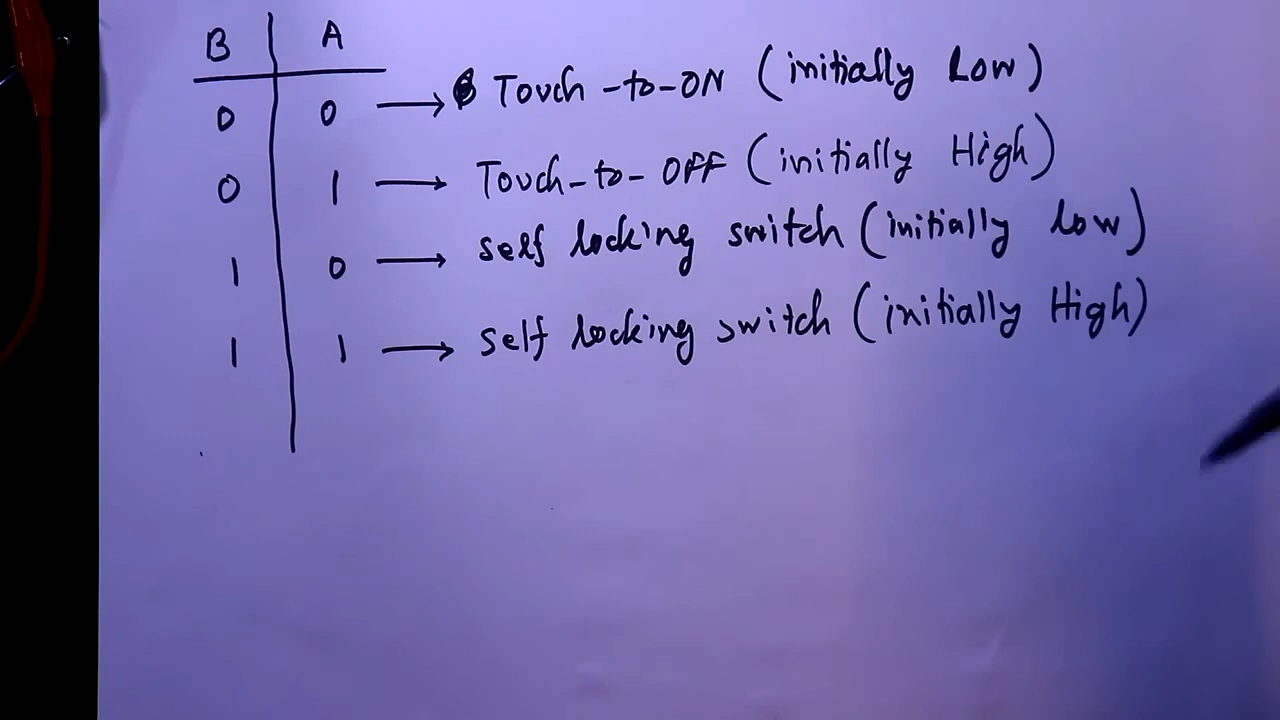 B A
0 0 → Touch-to-ON (initially Low)
0 1 → Touch-to-OFF (initially High)
1 0 → self locking switch (initially low)
1 1 → self locking switch (initially High)